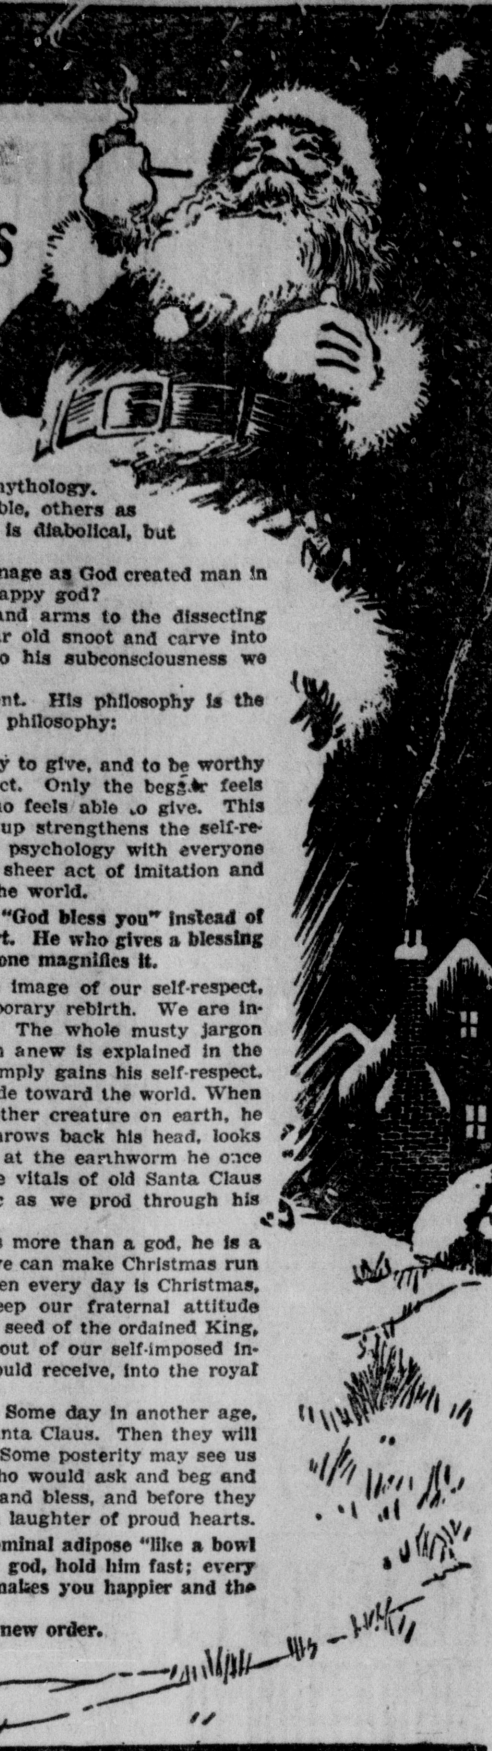 s
mythology.
ble, others as
is diabolical, but
mage as God created man in
appy god?
and arms to the dissecting
r old snoot and carve into
o his subconsciousness we
nt. His philosophy is the
philosophy:
y to give, and to be worthy
ct. Only the beggar feels
o feels able to give. This
up strengthens the self-re-
psychology with everyone
sheer act of imitation and
he world.
"God bless you" instead of
t. He who gives a blessing
one magnifies it.
image of our self-respect,
orary rebirth. We are in-
The whole musty jargon
anew is explained in the
mply gains his self-respect.
de toward the world. When
ther creature on earth, he
rows back his head, looks
at the earthworm he once
e vitals of old Santa Claus
c as we prod through his
s more than a god, he is a
e can make Christmas run
en every day is Christmas,
eep our fraternal attitude
seed of the ordained King,
out of our self-imposed in-
ould receive, into the royal
Some day in another age,
nta Claus. Then they will
Some posterity may see us
ho would ask and beg and
and bless, and before they
laughter of proud hearts.
minal adipose "like a bowl
god, hold him fast; every
makes you happier and the
new order.